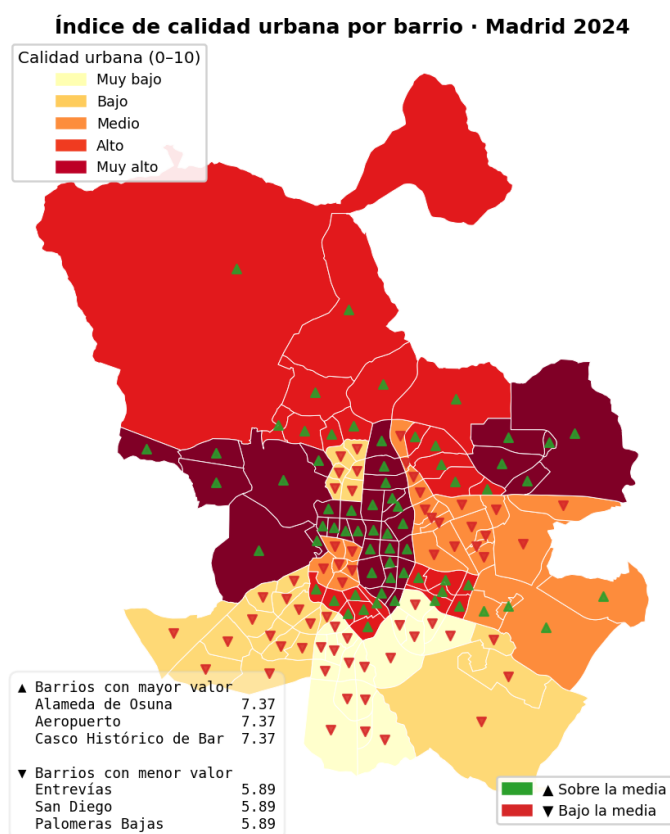 Índice de calidad urbana por barrio · Madrid 2024
Calidad urbana (0–10)
Muy bajo
Bajo
Medio
Alto
Muy alto
▲ Barrios con mayor valor
Alameda de Osuna 7.37
Aeropuerto 7.37
Casco Histórico de Bar 7.37
▼ Barrios con menor valor
Entrevías 5.89
San Diego 5.89
Palomeras Bajas 5.89
▲ Sobre la media
▼ Bajo la media